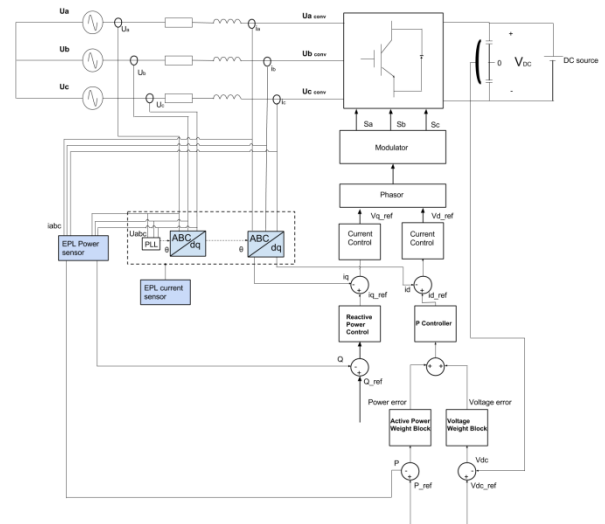 Ua
Ua
ia
Ua conv
Ub
Ub
ib
Ub conv
Uc
Uc
ic
Uc conv
+
0
VDC
-
DC source
Sa
Sb
Sc
Modulator
Phasor
Vq_ref
Vd_ref
Current
Control
Current
Control
iabc
EPL Power
sensor
Uabc
PLL
θ
ABC
dq
θ
ABC
dq
EPL current
sensor
iq
-
+
iq_ref
id
-
+
id_ref
Reactive
Power
Control
P Controller
Q
-
+
Q_ref
+
+
Power error
Voltage error
Active Power
Weight Block
Voltage
Weight Block
P
-
+
P_ref
Vdc
-
+
Vdc_ref